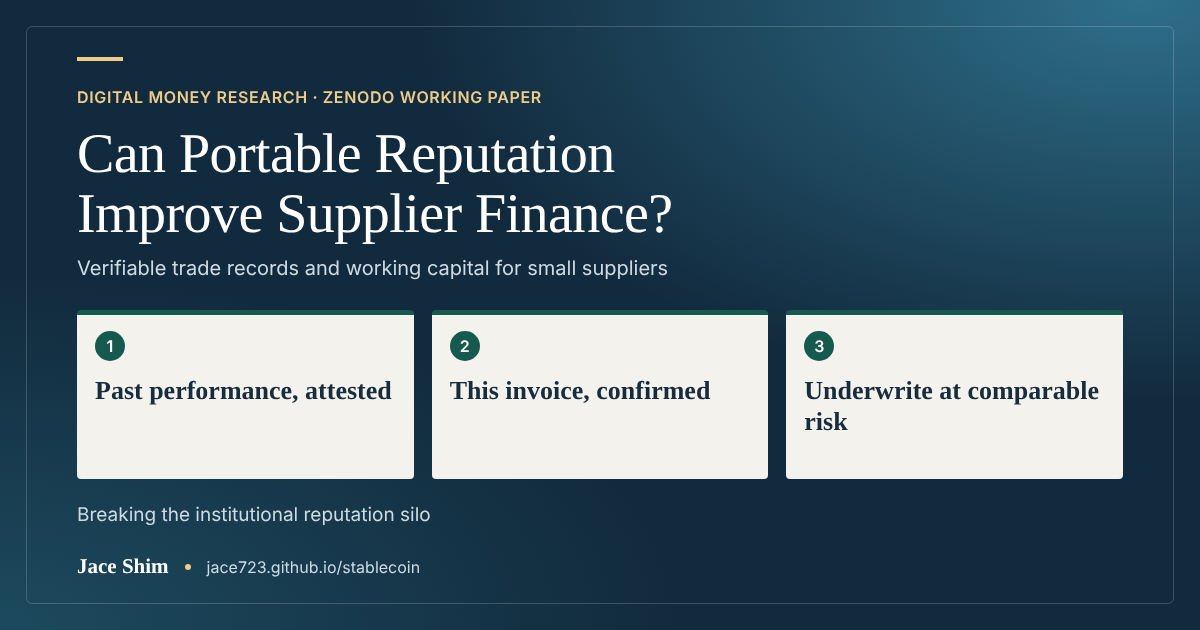 DIGITAL MONEY RESEARCH · ZENODO WORKING PAPER
Can Portable Reputation
Improve Supplier Finance?
Verifiable trade records and working capital for small suppliers
1
Past performance, attested
2
This invoice, confirmed
3
Underwrite at comparable
risk
Breaking the institutional reputation silo
Jace Shim • jace723.github.io/stablecoin